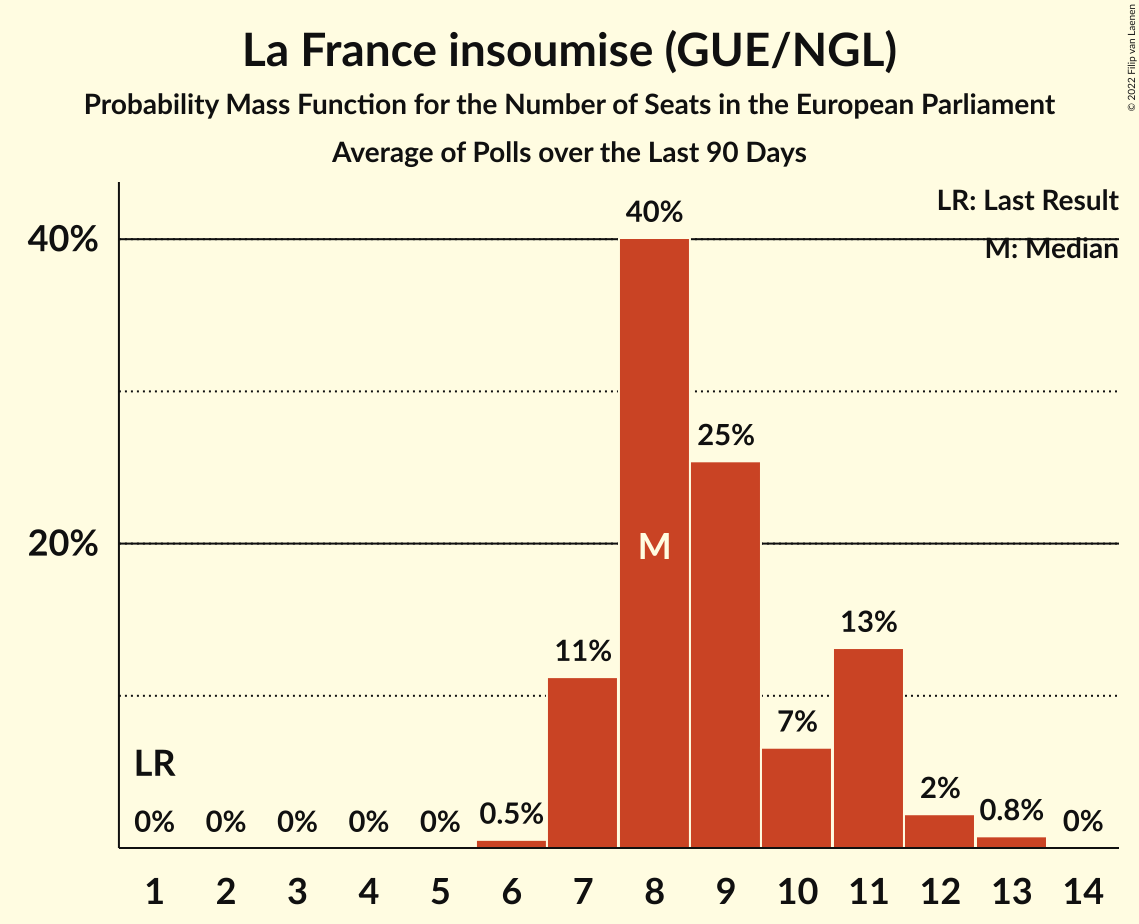 La France insoumise (GUE/NGL)
Probability Mass Function for the Number of Seats in the European Parliament
Average of Polls over the Last 90 Days
© 2022 Filip van Laenen
LR: Last Result
M: Median
40%
20%
LR
0%
0%
0%
0%
0%
0.5%
11%
40%
M
25%
7%
13%
2%
0.8%
0%
1 2 3 4 5 6 7 8 9 10 11 12 13 14